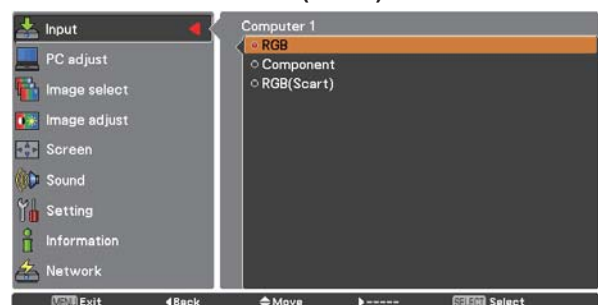 Input
PC adjust
Image select
Image adjust
Screen
Sound
Setting
Information
Network
Computer 1
RGB
Component
RGB(Scart)
MENU Exit ◀Back Move ▶----- SELECT Select